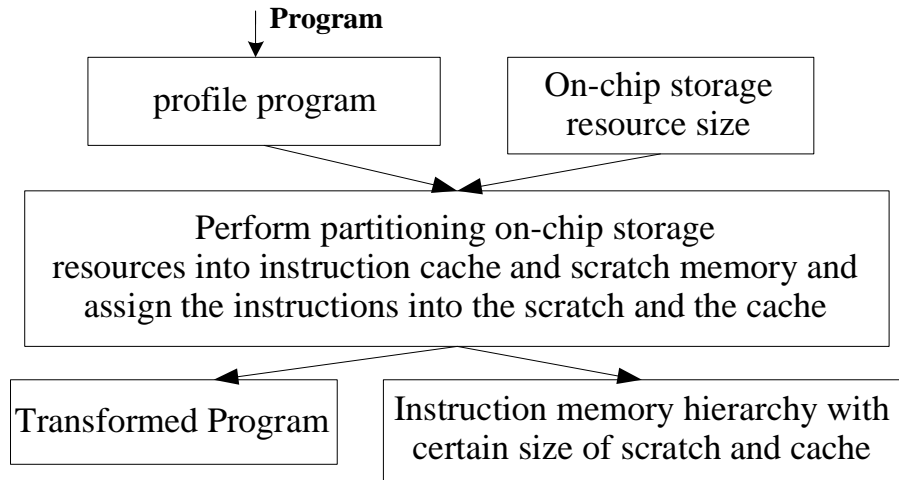 Program
profile program
On-chip storage
resource size
Perform partitioning on-chip storage
resources into instruction cache and scratch memory and
assign the instructions into the scratch and the cache
Transformed Program
Instruction memory hierarchy with
certain size of scratch and cache